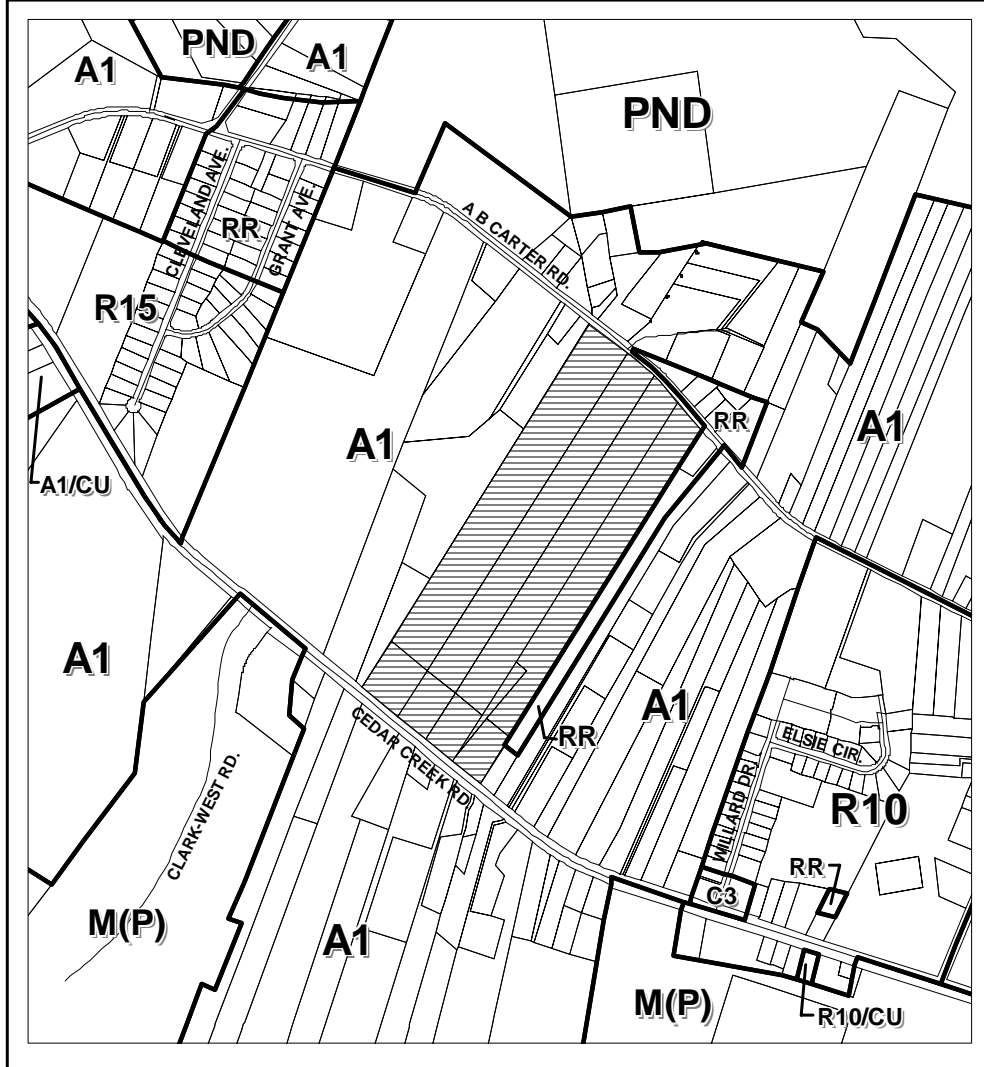 PND
A1
A1
PND
CLEVELAND AVE.
RR
GRANT AVE.
A B CARTER RD.
R15
A1
RR
A1
A1/CU
A1
A1
RR
CEDAR CREEK RD.
ELSIE CIR.
CLARK-WEST RD.
WILLARD DR.
R10
RR
C3
M(P)
A1
M(P)
R10/CU